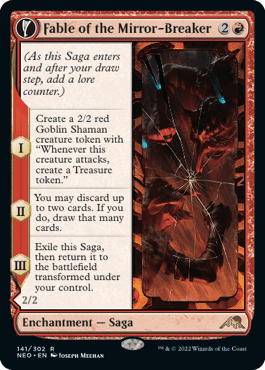 Fable of the Mirror-Breaker 2
(As this Saga enters
and after your draw
step, add a lore
counter.)
I
Create a 2/2 red
Goblin Shaman
creature token with
“Whenever this
creature attacks,
create a Treasure
token.”
II
You may discard up
to two cards. If you
do, draw that many
cards.
III
Exile this Saga,
then return it to
the battlefield
transformed under
your control.
2/2
Enchantment — Saga
141/302 R
NEO • EN JOSEPH MEEHAN
™ & © 2022 Wizards of the Coast